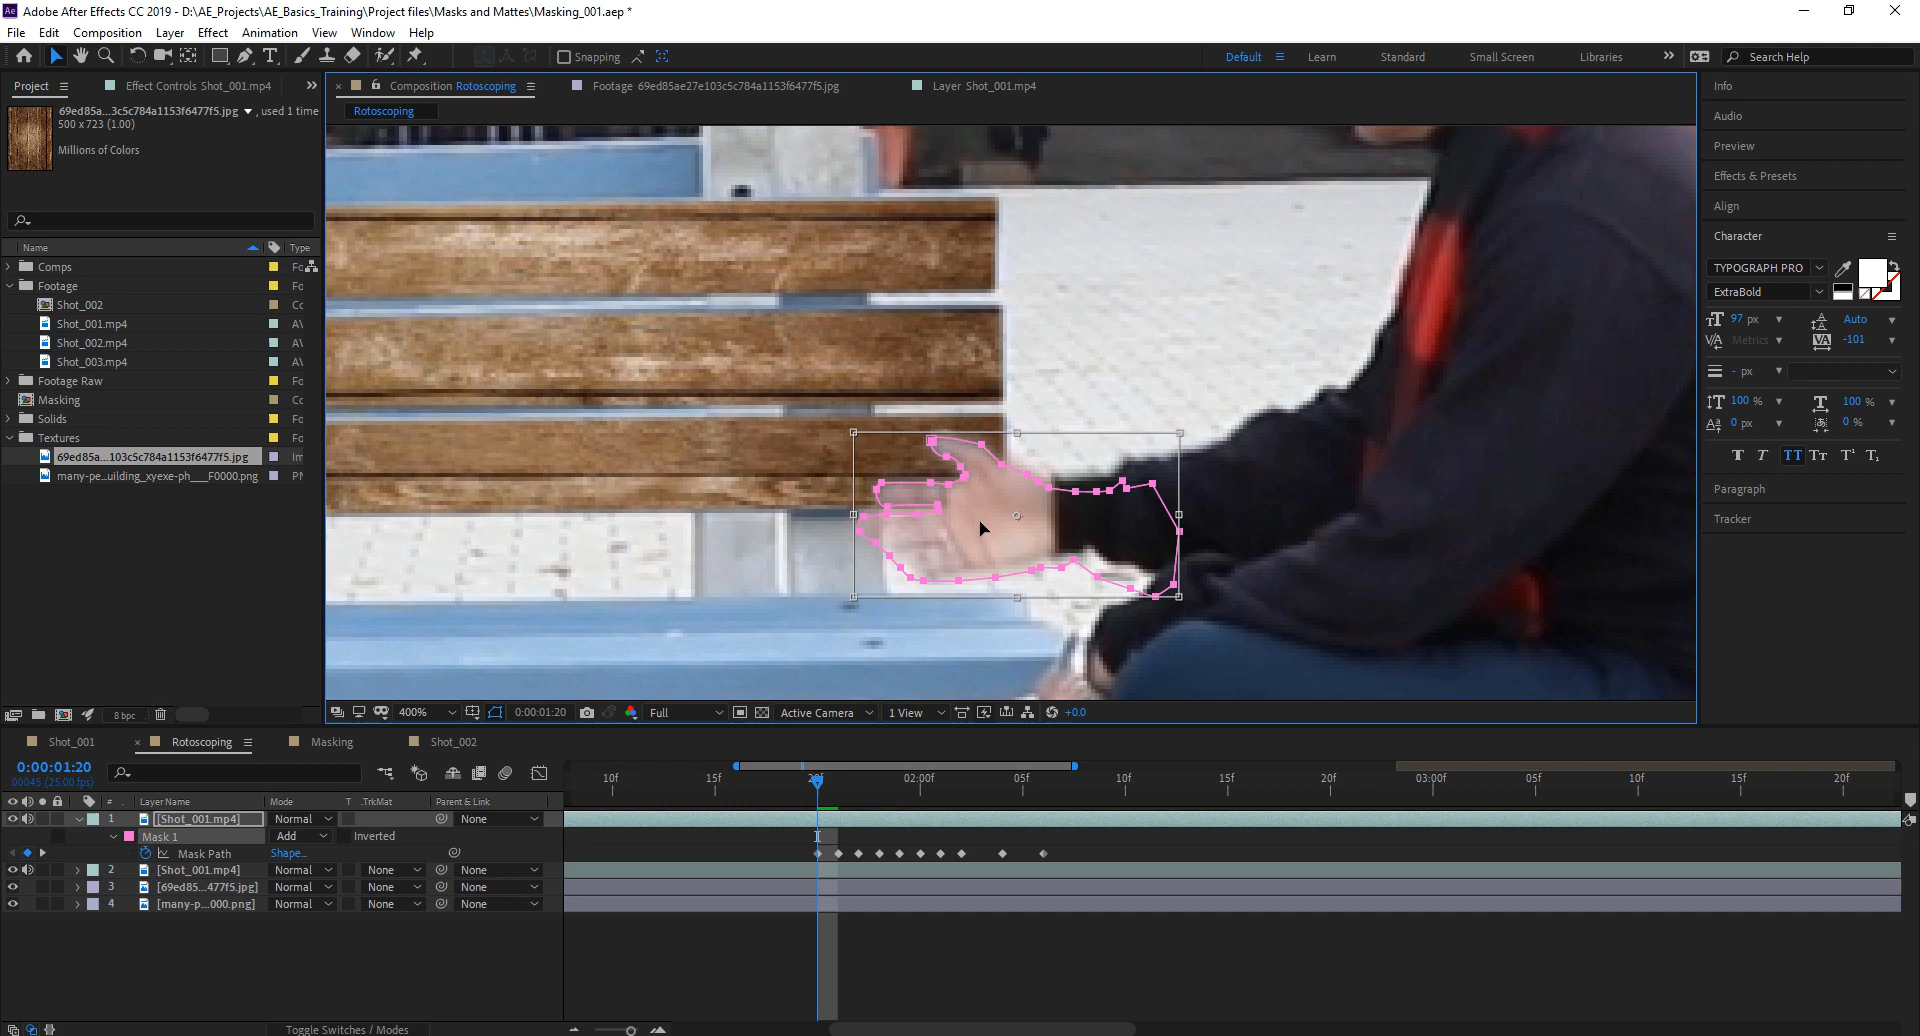 Adobe After Effects CC 2019 - D:\AE_Projects\AE_Basics_Training\Project files\Masks and Mattes\Masking_001.aep *
File Edit Composition Layer Effect Animation View Window Help
Snapping
Default Learn Standard Small Screen Libraries Search Help
Project Effect Controls Shot_001.mp4
Composition Rotoscoping Footage 69ed85ae27e103c5c784a1153f6477f5.jpg Layer Shot_001.mp4
Rotoscoping
69ed85a...3c5c784a1153f6477f5.jpg , used 1 time
500 x 723 (1.00)
Millions of Colors
Name Type
Comps Fo
Footage Fo
Shot_002 Cc
Shot_001.mp4 AV
Shot_002.mp4 AV
Shot_003.mp4 AV
Footage Raw Fo
Masking Cc
Solids Fo
Textures Fo
69ed85a...103c5c784a1153f6477f5.jpg Im
many-pe...uilding_xyexe-ph___F0000.png PN
8 bpc
400% 0:00:01:20 Full Active Camera 1 View +0.0
Info
Audio
Preview
Effects & Presets
Align
Character
TYPOGRAPH PRO
ExtraBold
97 px Auto
Metrics -101
- px
100 % 100 %
0 px 0 %
Paragraph
Tracker
Shot_001 Rotoscoping Masking Shot_002
0:00:01:20
00045 (25.00 fps)
10f 15f 20f 02:00f 05f 10f 15f 20f 03:00f 05f 10f 15f 20f
# Layer Name Mode T .TrkMat Parent & Link
1 [Shot_001.mp4] Normal None
Mask 1 Add Inverted
Mask Path Shape...
2 [Shot_001.mp4] Normal None None
3 [69ed85...477f5.jpg] Normal None None
4 [many-p...000.png] Normal None None
Toggle Switches / Modes